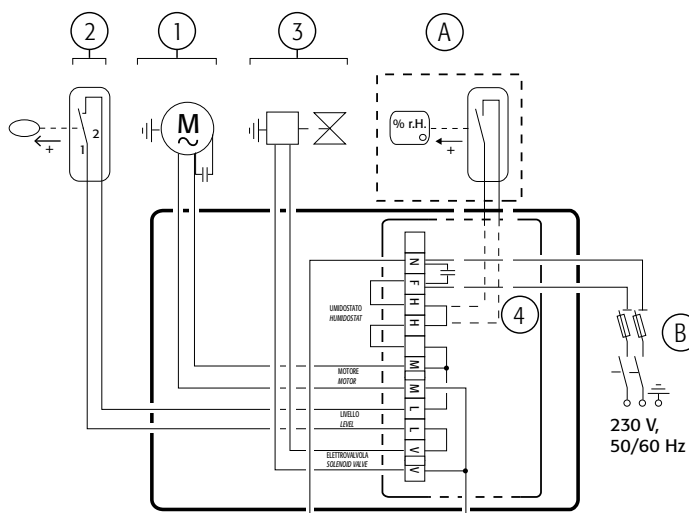 2
1
3
A
M
% r.H.
2
1
+
+
N
F
H
H
M
M
L
L
V
V
UMIDOSTATO
HUMIDOSTAT
4
B
MOTORE
MOTOR
LIVELLO
LEVEL
ELETTROVALVOLA
SOLENOID VALVE
230 V,
50/60 Hz